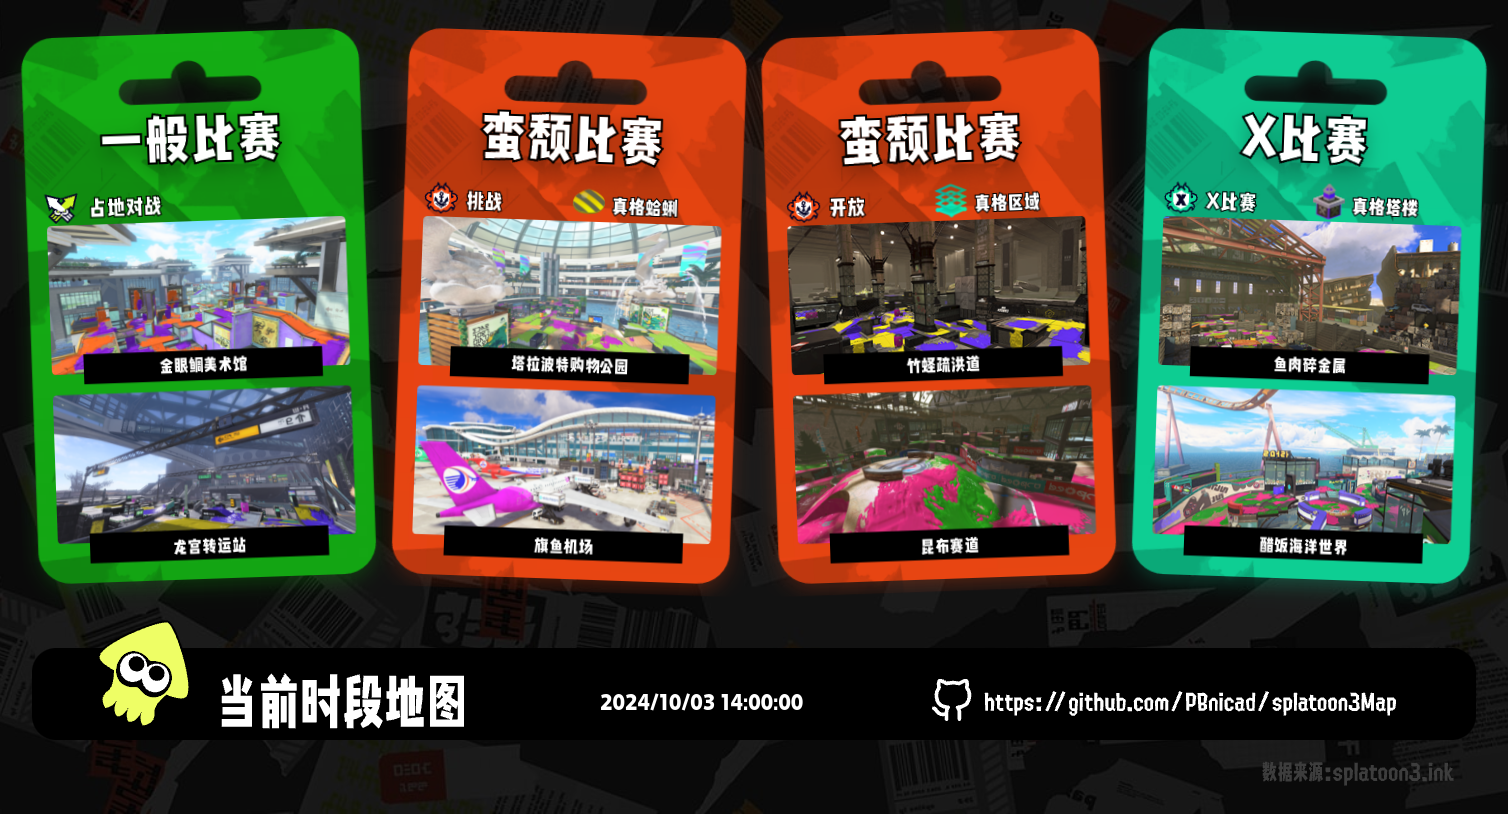 一般比赛
占地对战
金眼鲷美术馆
龙宫转运站
蛮颓比赛
挑战
真格蛤蜊
塔拉波特购物公园
旗鱼机场
蛮颓比赛
开放
真格区域
竹蛏疏洪道
昆布赛道
X比赛
X比赛
真格塔楼
鱼肉碎金属
醋饭海洋世界
当前时段地图
2024/10/03 14:00:00
https://github.com/PBnicad/splatoon3Map
数据来源:splatoon3.ink